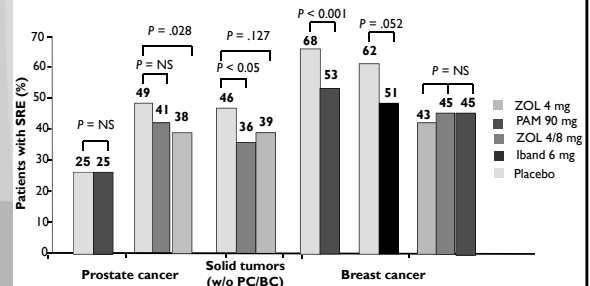 P < 0.001
P = .028
P = .127
P = .052
70
68
62
P = NS
P < 0.05
P = NS
60
50
49
46
53
51
41
36
39
38
43
45
45
40
P = NS
30
25
25
20
10
0
Patients with SRE (%)
ZOL 4 mg
PAM 90 mg
ZOL 4/8 mg
Iband 6 mg
Placebo
Prostate cancer
Solid tumors
(w/o PC/BC)
Breast cancer